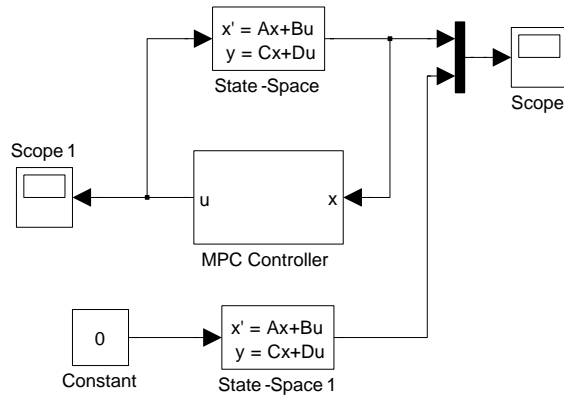 x' = Ax+Bu
y = Cx+Du
State -Space
Scope
Scope 1
u
x
MPC Controller
0
Constant
x' = Ax+Bu
y = Cx+Du
State -Space 1